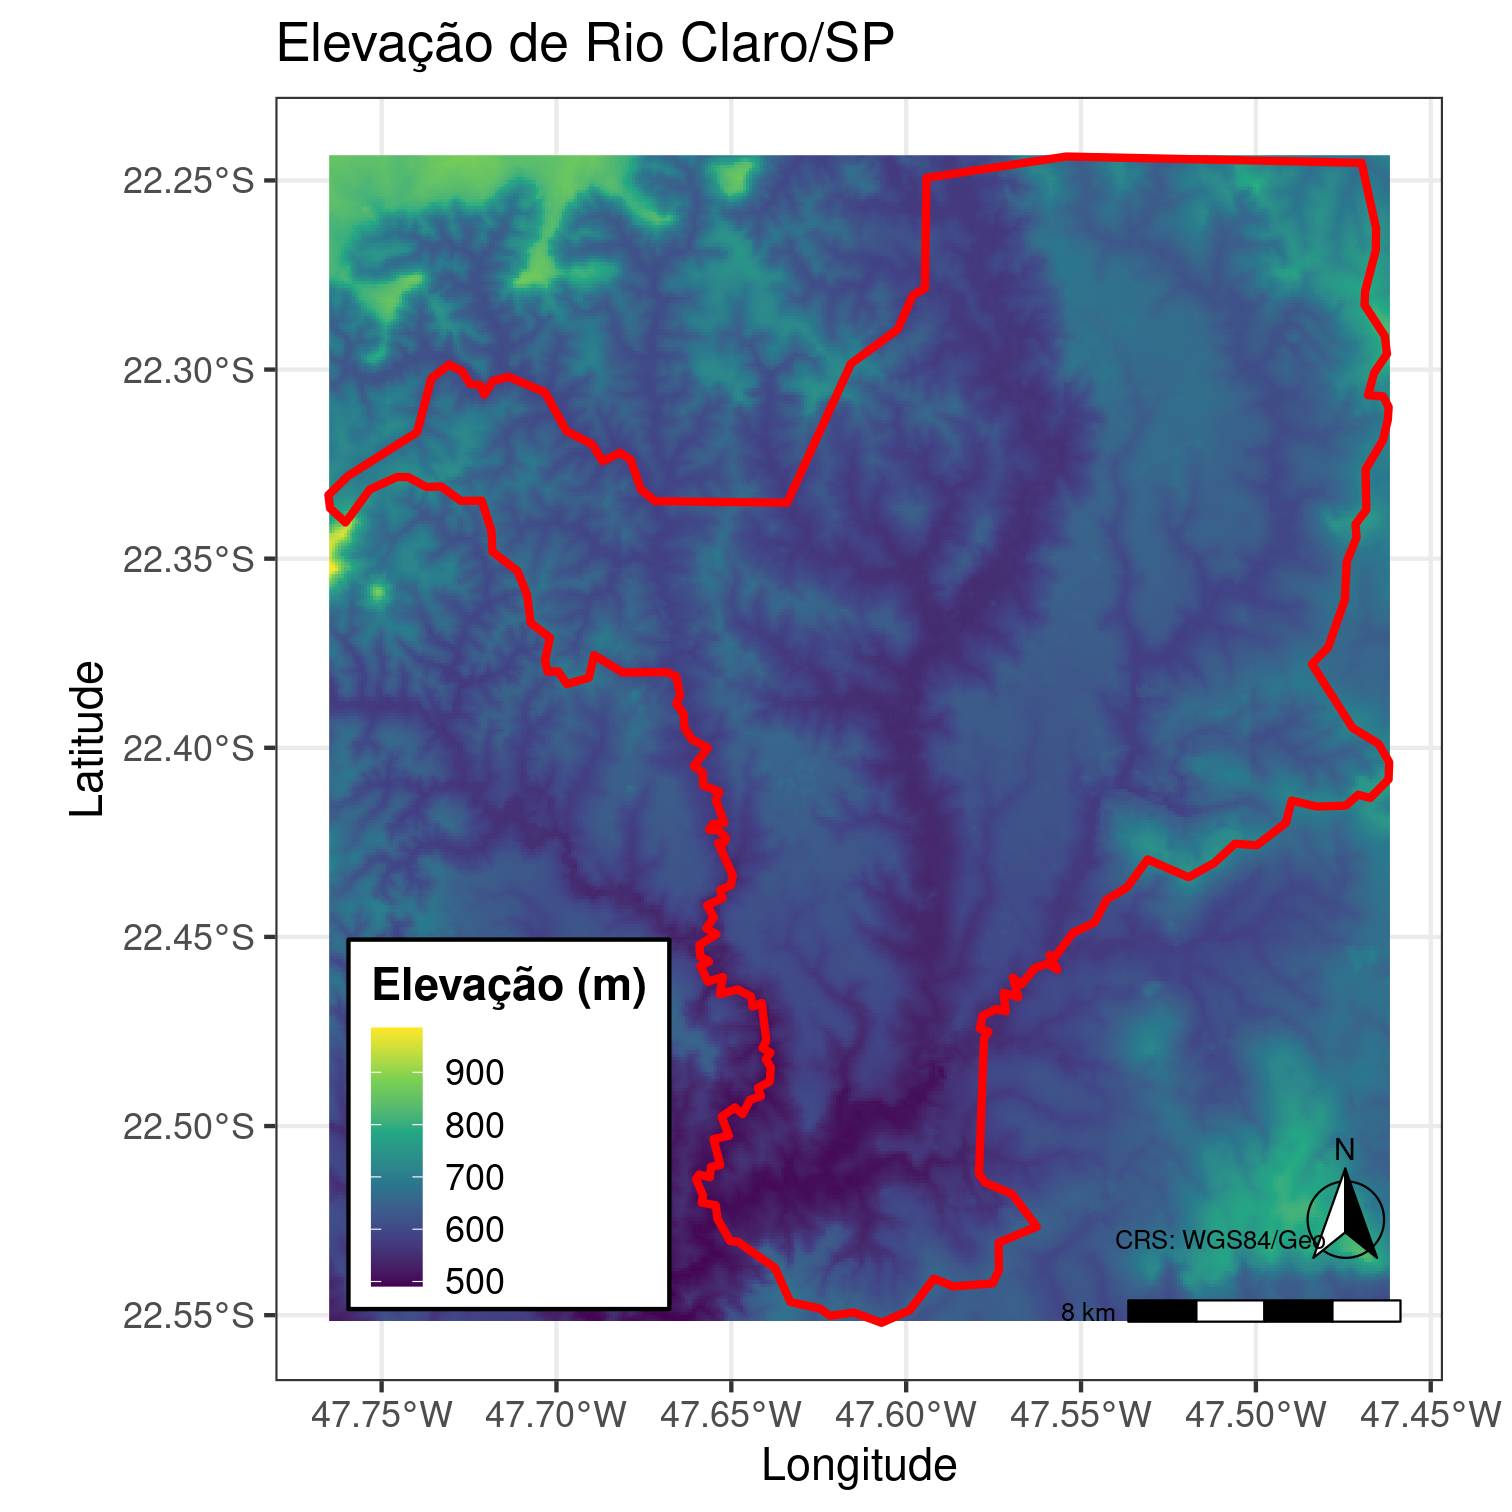 Elevação de Rio Claro/SP
22.25°S
22.30°S
22.35°S
22.40°S
22.45°S
22.50°S
22.55°S
Latitude
Elevação (m)
900
800
700
600
500
N
CRS: WGS84/Geo
8 km
47.75°W 47.70°W 47.65°W 47.60°W 47.55°W 47.50°W 47.45°W
Longitude